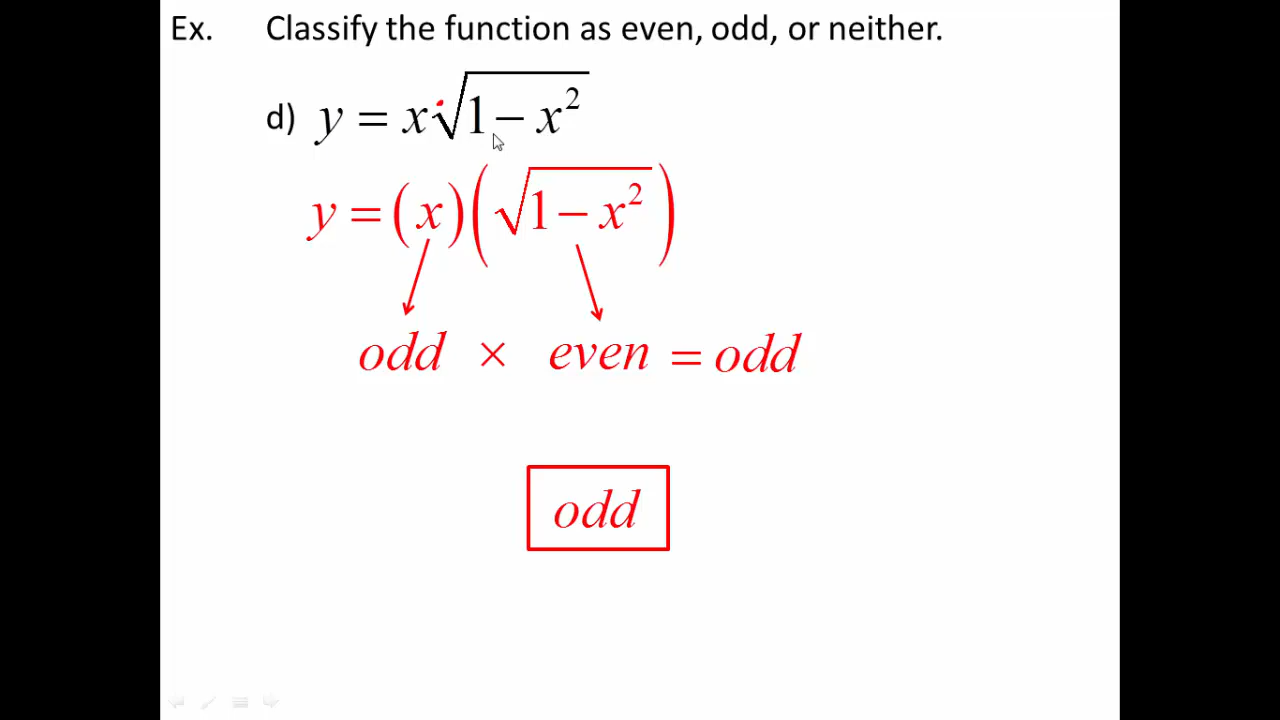 Ex. Classify the function as even, odd, or neither.
d) y = x·√(1 − x²)
y = (x)(√(1 − x²))
odd × even = odd
odd